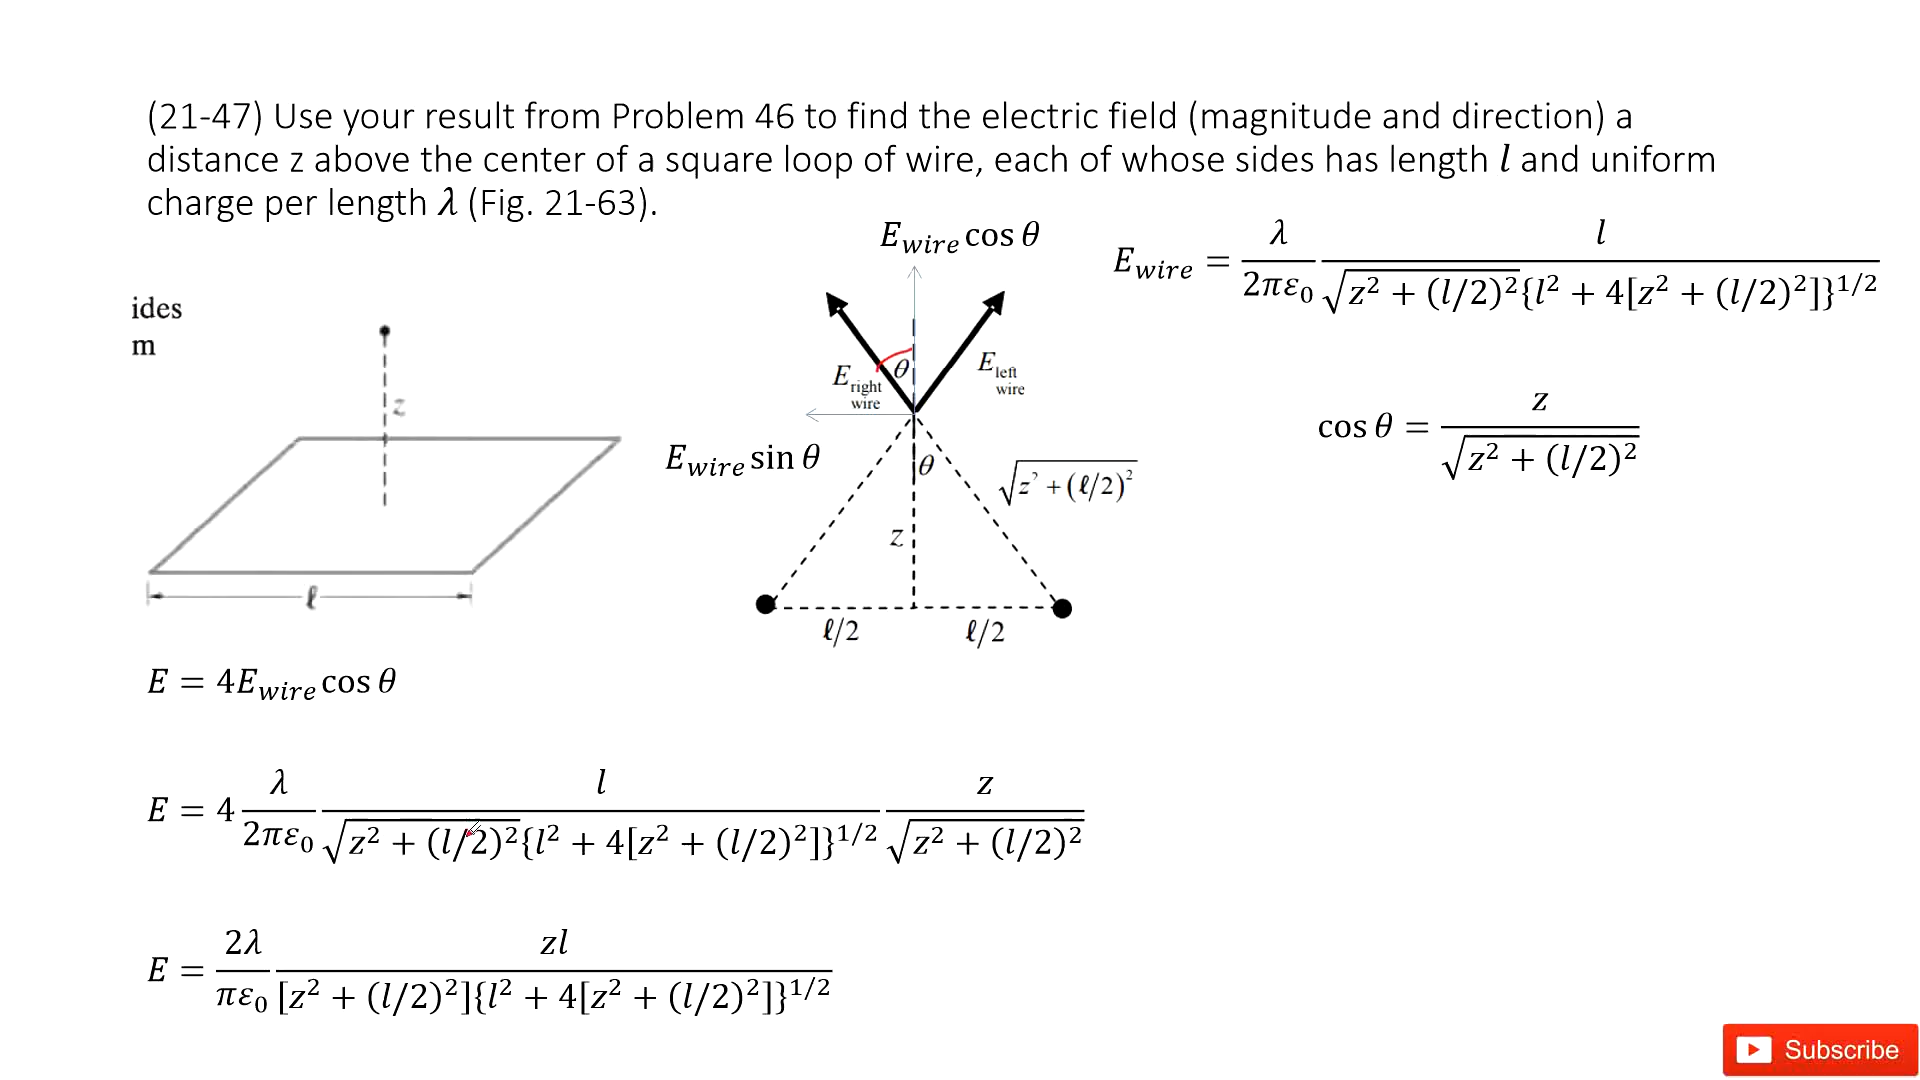 (21-47) Use your result from Problem 46 to find the electric field (magnitude and direction) a
distance z above the center of a square loop of wire, each of whose sides has length l and uniform
charge per length λ (Fig. 21-63).
E_wire cos θ
E_wire = λ/(2πε₀) l/(√(z² + (l/2)²){l² + 4[z² + (l/2)²]}^1/2)
ides
m
z
θ
E right wire
E left wire
cos θ = z/√(z² + (l/2)²)
E_wire sin θ
θ
√(z² + (ℓ/2)²)
z
ℓ
ℓ/2
ℓ/2
E = 4E_wire cos θ
E = 4 λ/(2πε₀) l/(√(z² + (l/2)²){l² + 4[z² + (l/2)²]}^1/2) z/√(z² + (l/2)²)
E = 2λ/(πε₀) zl/([z² + (l/2)²]{l² + 4[z² + (l/2)²]}^1/2)
Subscribe